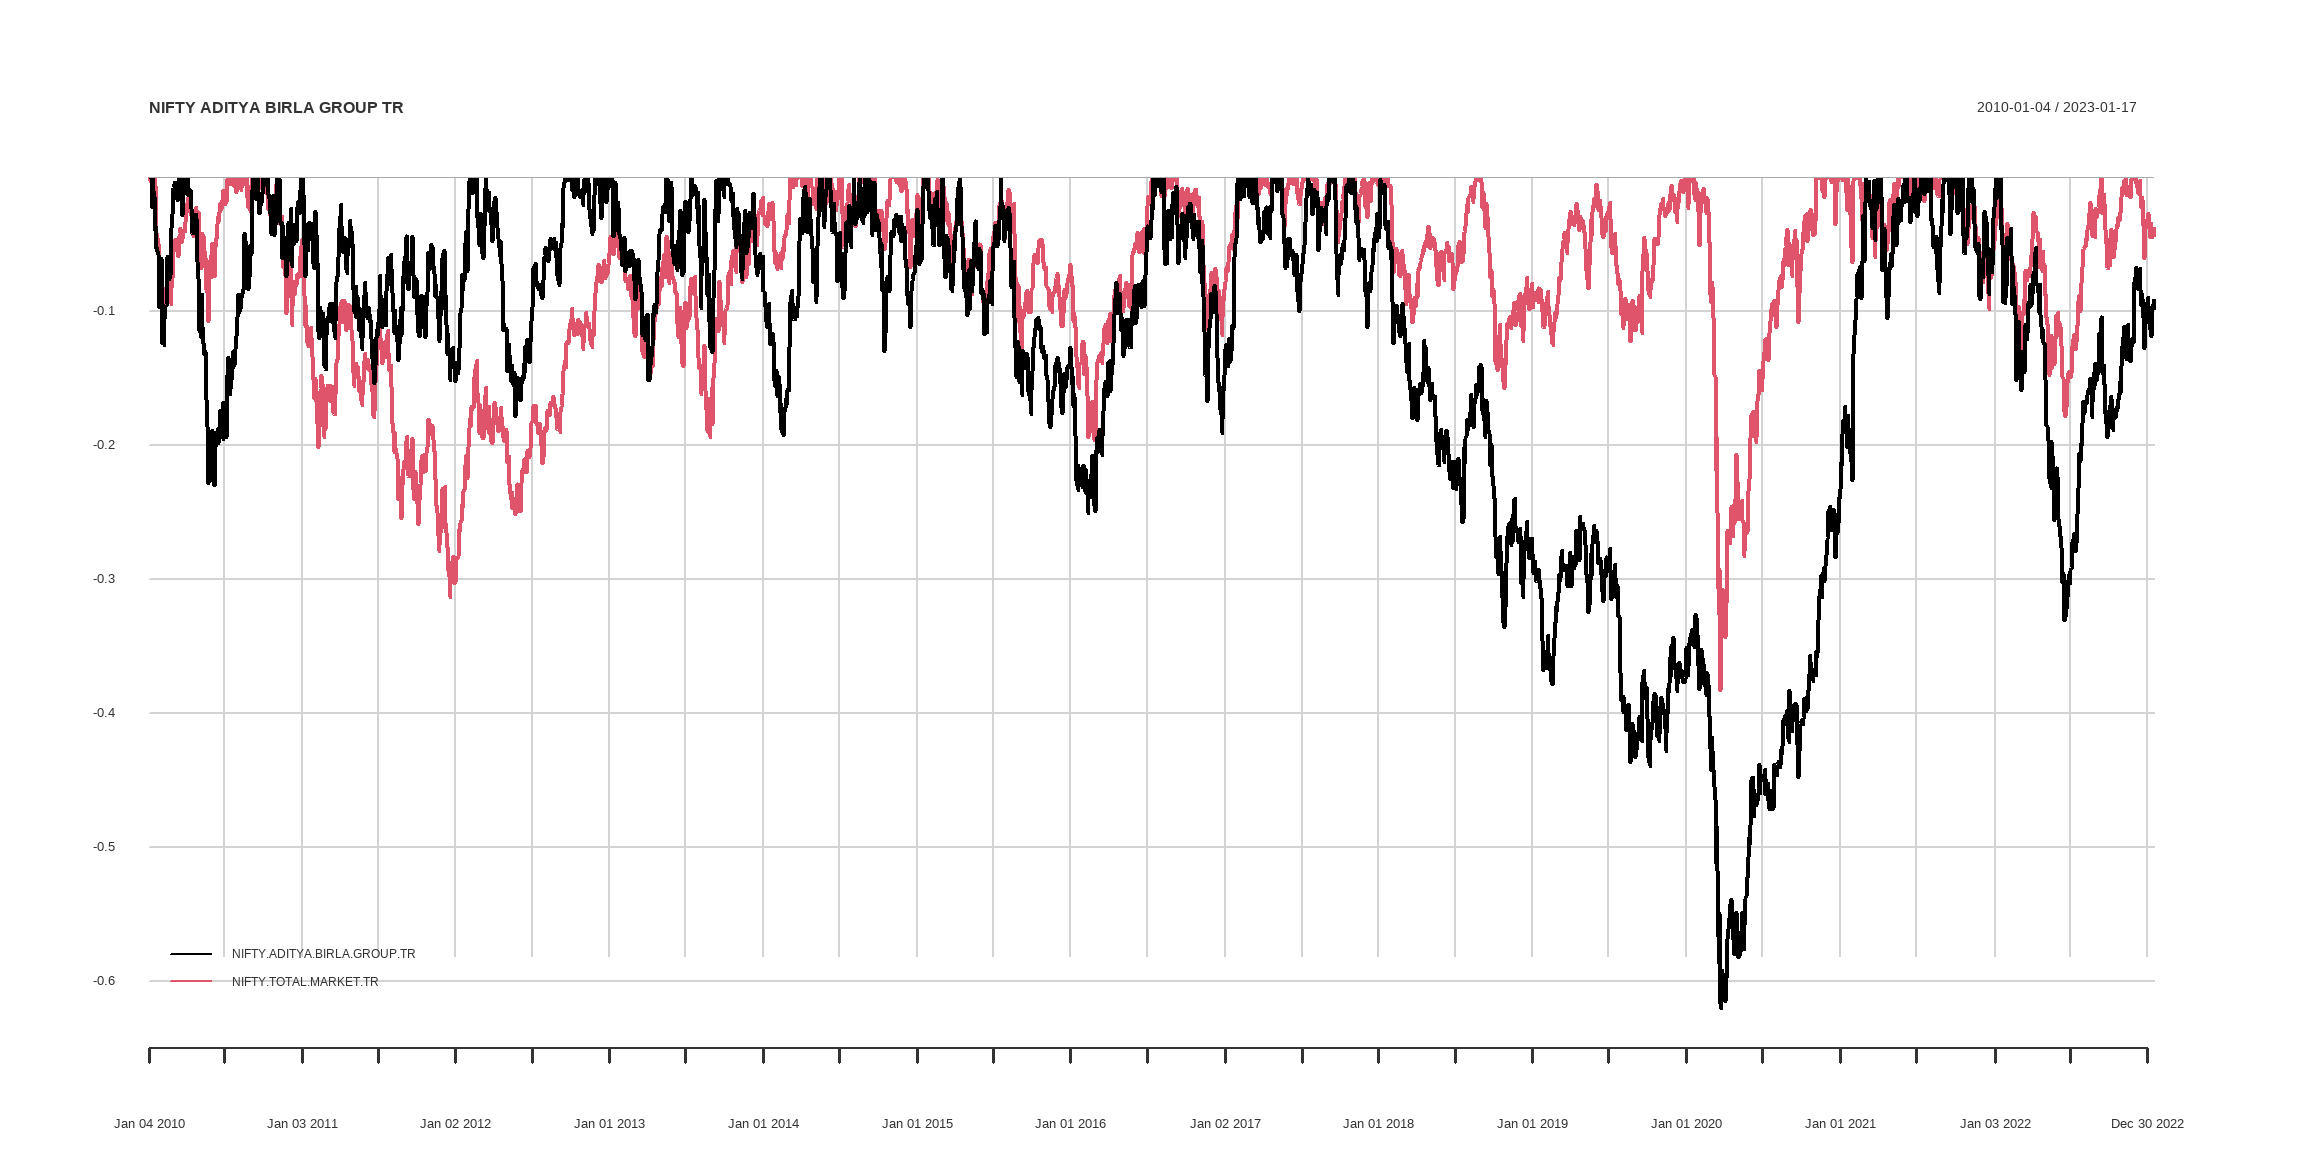 NIFTY ADITYA BIRLA GROUP TR
2010-01-04 / 2023-01-17
-0.1
-0.2
-0.3
-0.4
-0.5
-0.6
NIFTY.ADITYA.BIRLA.GROUP.TR
NIFTY.TOTAL.MARKET.TR
Jan 04 2010 Jan 03 2011 Jan 02 2012 Jan 01 2013 Jan 01 2014 Jan 01 2015 Jan 01 2016 Jan 02 2017 Jan 01 2018 Jan 01 2019 Jan 01 2020 Jan 01 2021 Jan 03 2022 Dec 30 2022